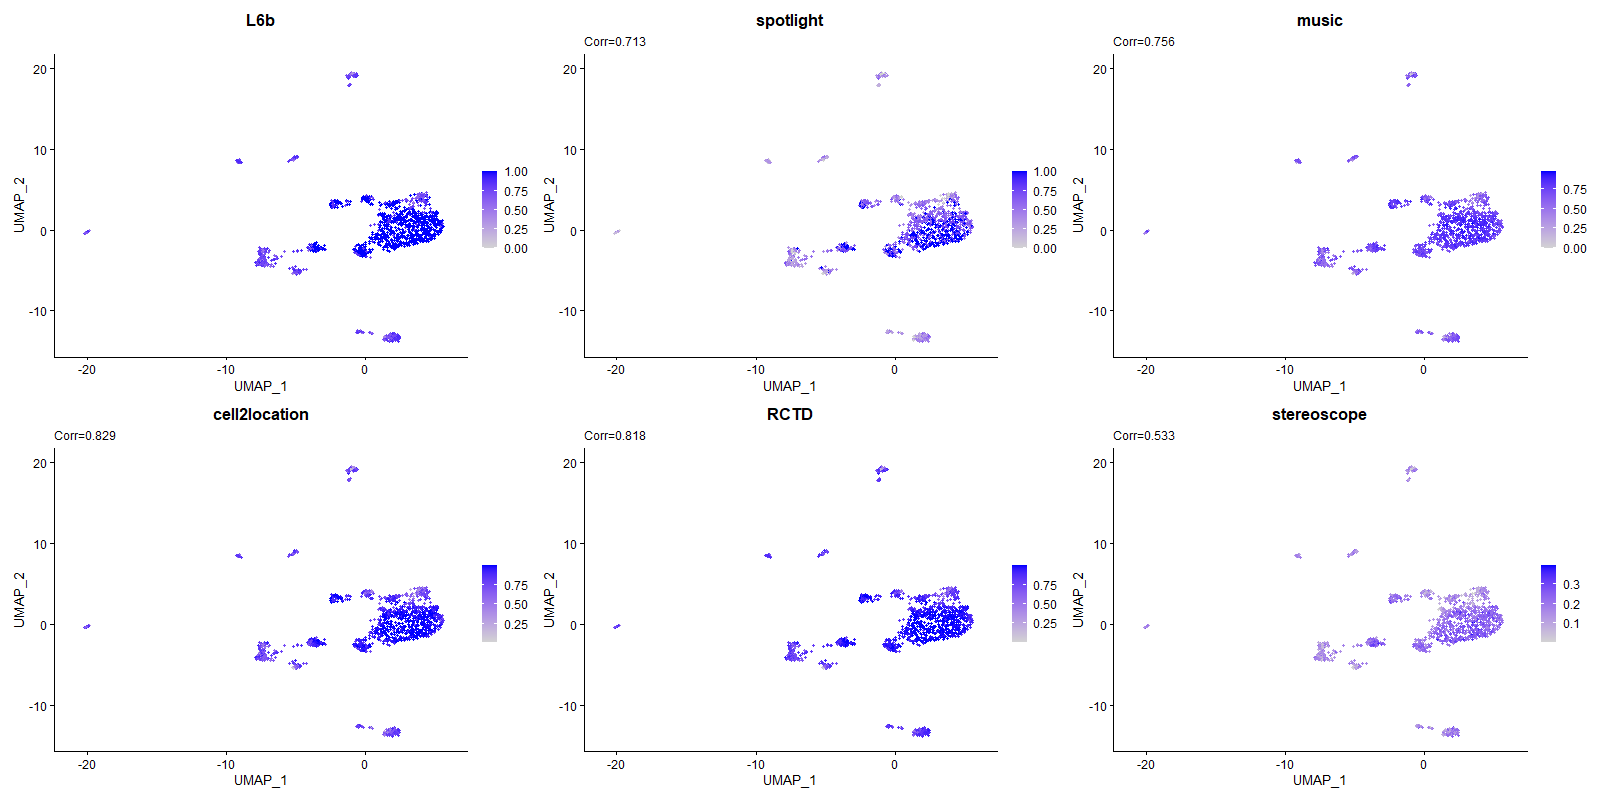 L6b
20
10
0
-10
UMAP_2
-20
-10
0
UMAP_1
1.00
0.75
0.50
0.25
0.00
spotlight
Corr=0.713
20
10
0
-10
UMAP_2
-20
-10
0
UMAP_1
1.00
0.75
0.50
0.25
0.00
music
Corr=0.756
20
10
0
-10
UMAP_2
-20
-10
0
UMAP_1
0.75
0.50
0.25
0.00
cell2location
Corr=0.829
20
10
0
-10
UMAP_2
-20
-10
0
UMAP_1
0.75
0.50
0.25
RCTD
Corr=0.818
20
10
0
-10
UMAP_2
-20
-10
0
UMAP_1
0.75
0.50
0.25
stereoscope
Corr=0.533
20
10
0
-10
UMAP_2
-20
-10
0
UMAP_1
0.3
0.2
0.1